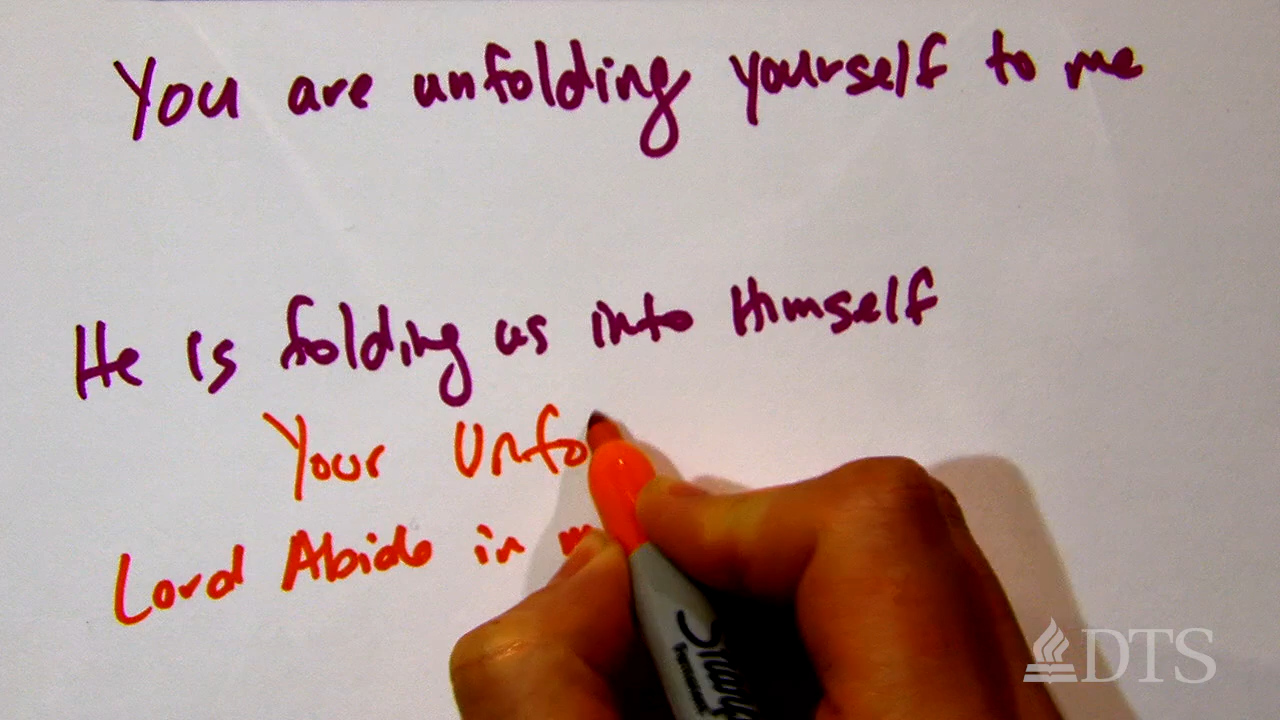 You are unfolding yourself to me
He is folding us into Himself
Your Unfo
Lord Abide in m
DTS